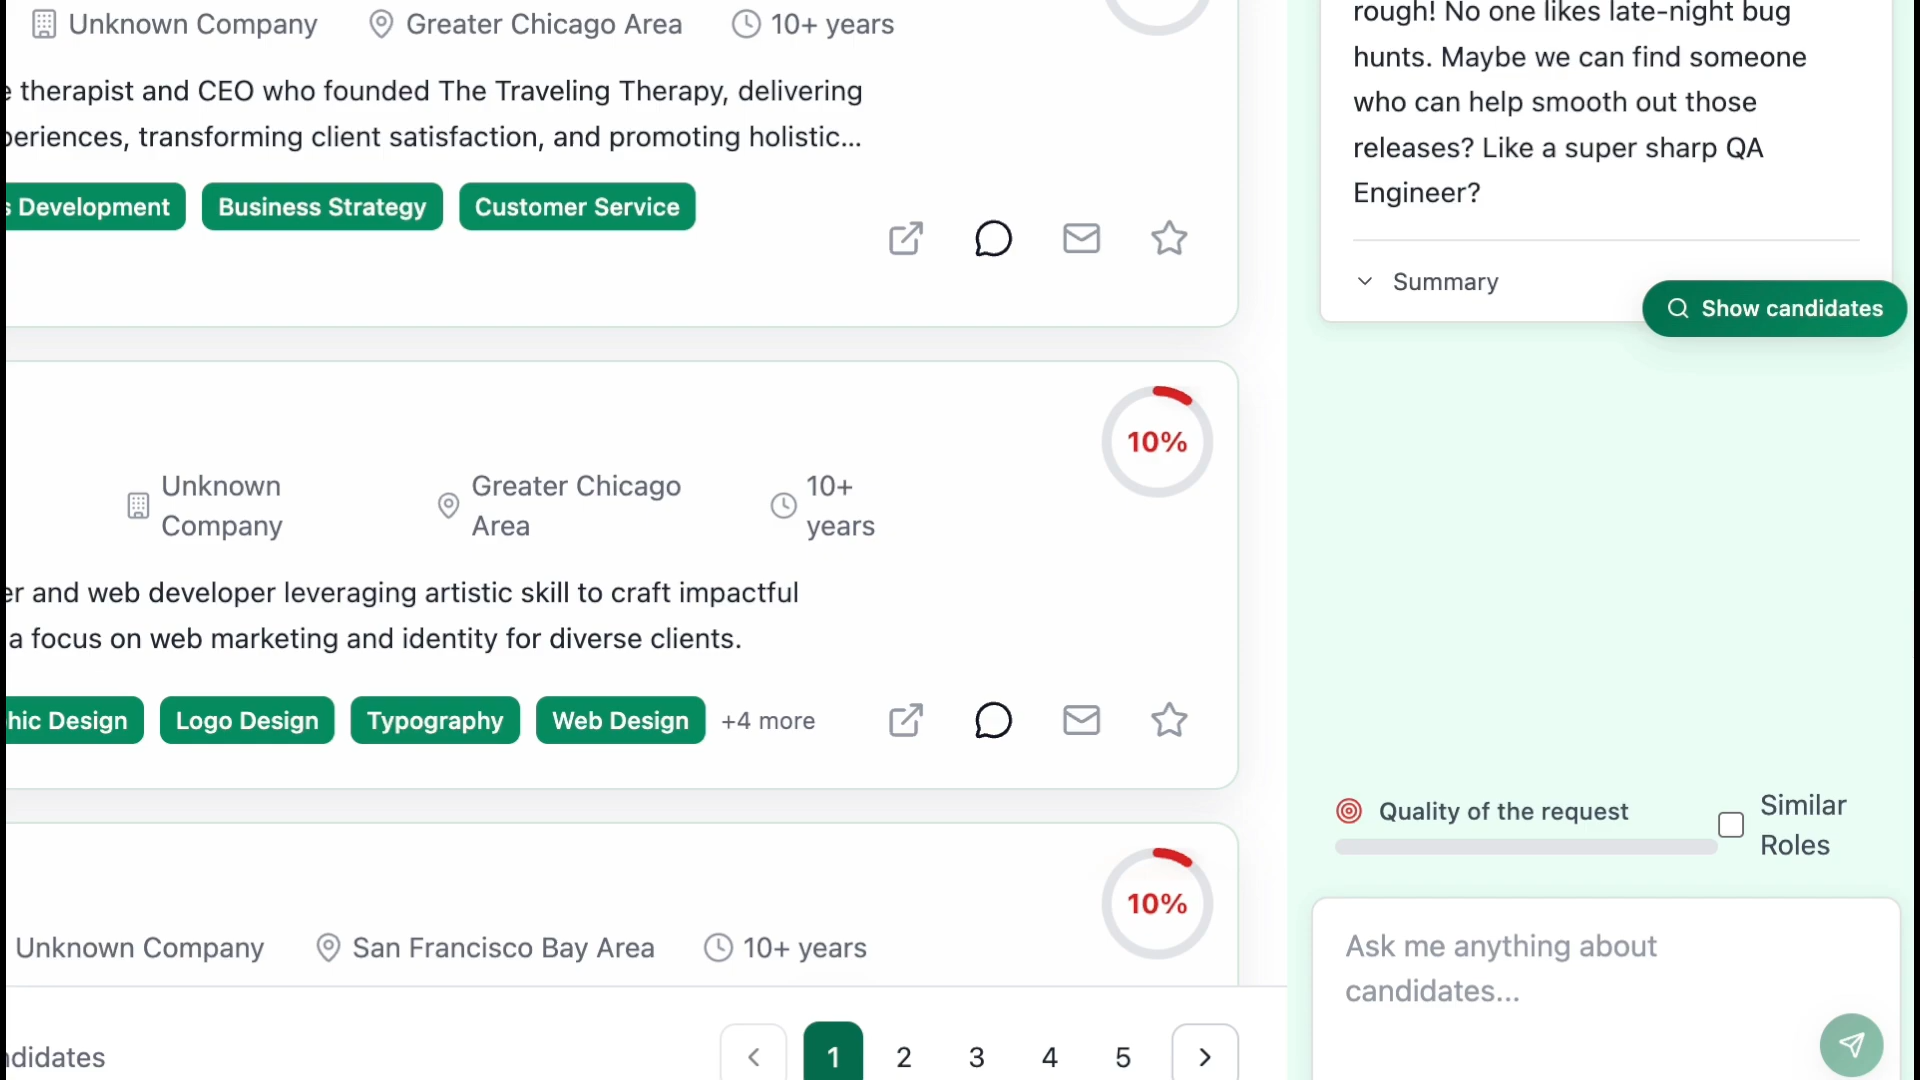 Unknown Company Greater Chicago Area 10+ years
therapist and CEO who founded The Traveling Therapy, delivering
periences, transforming client satisfaction, and promoting holistic...
s Development Business Strategy Customer Service
10%
Unknown
Company
Greater Chicago
Area
10+
years
er and web developer leveraging artistic skill to craft impactful
a focus on web marketing and identity for diverse clients.
hic Design Logo Design Typography Web Design +4 more
10%
Unknown Company San Francisco Bay Area 10+ years
didates
1 2 3 4 5
rough! No one likes late-night bug
hunts. Maybe we can find someone
who can help smooth out those
releases? Like a super sharp QA
Engineer?
Summary
Show candidates
Quality of the request
Similar
Roles
Ask me anything about
candidates...